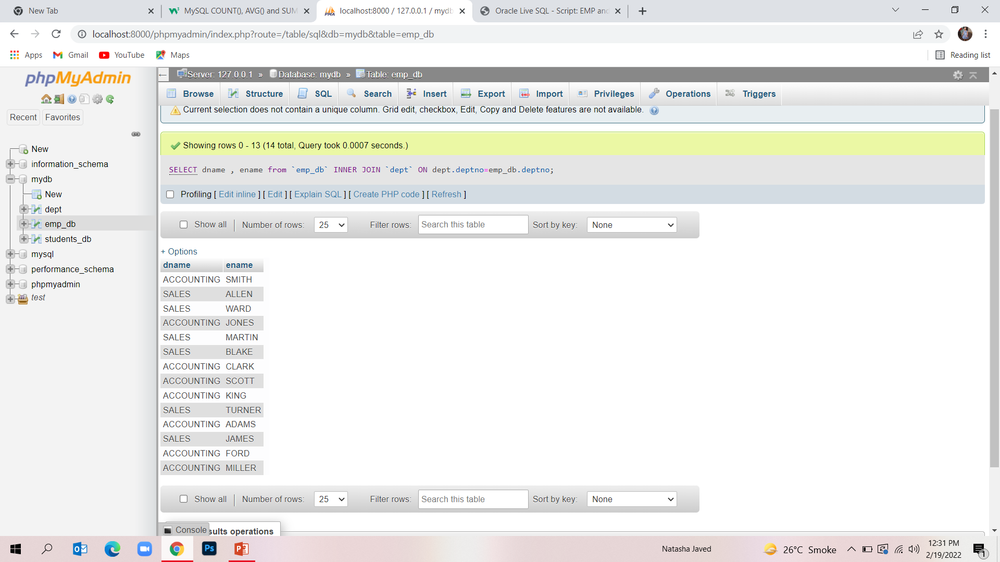 New Tab
MySQL COUNT(), AVG() and SUM
localhost:8000 / 127.0.0.1 / mydb
Oracle Live SQL - Script: EMP and
localhost:8000/phpmyadmin/index.php?route=/table/sql&db=mydb&table=emp_db
Apps
Gmail
YouTube
Maps
Reading list
phpMyAdmin
Recent
Favorites
New
information_schema
mydb
New
dept
emp_db
students_db
mysql
performance_schema
phpmyadmin
test
Server: 127.0.0.1 » Database: mydb » Table: emp_db
Browse Structure SQL Search Insert Export Import Privileges Operations Triggers
Current selection does not contain a unique column. Grid edit, checkbox, Edit, Copy and Delete features are not available.
Showing rows 0 - 13 (14 total, Query took 0.0007 seconds.)
SELECT dname , ename from `emp_db` INNER JOIN `dept` ON dept.deptno=emp_db.deptno;
Profiling [ Edit inline ] [ Edit ] [ Explain SQL ] [ Create PHP code ] [ Refresh ]
Show all | Number of rows: 25 Filter rows: Search this table Sort by key: None
+ Options
dname ename
ACCOUNTING SMITH
SALES ALLEN
SALES WARD
ACCOUNTING JONES
SALES MARTIN
SALES BLAKE
ACCOUNTING CLARK
ACCOUNTING SCOTT
ACCOUNTING KING
SALES TURNER
ACCOUNTING ADAMS
SALES JAMES
ACCOUNTING FORD
ACCOUNTING MILLER
Show all | Number of rows: 25 Filter rows: Search this table Sort by key: None
Console
sults operations
Natasha Javed
26°C Smoke
12:31 PM
2/19/2022
1